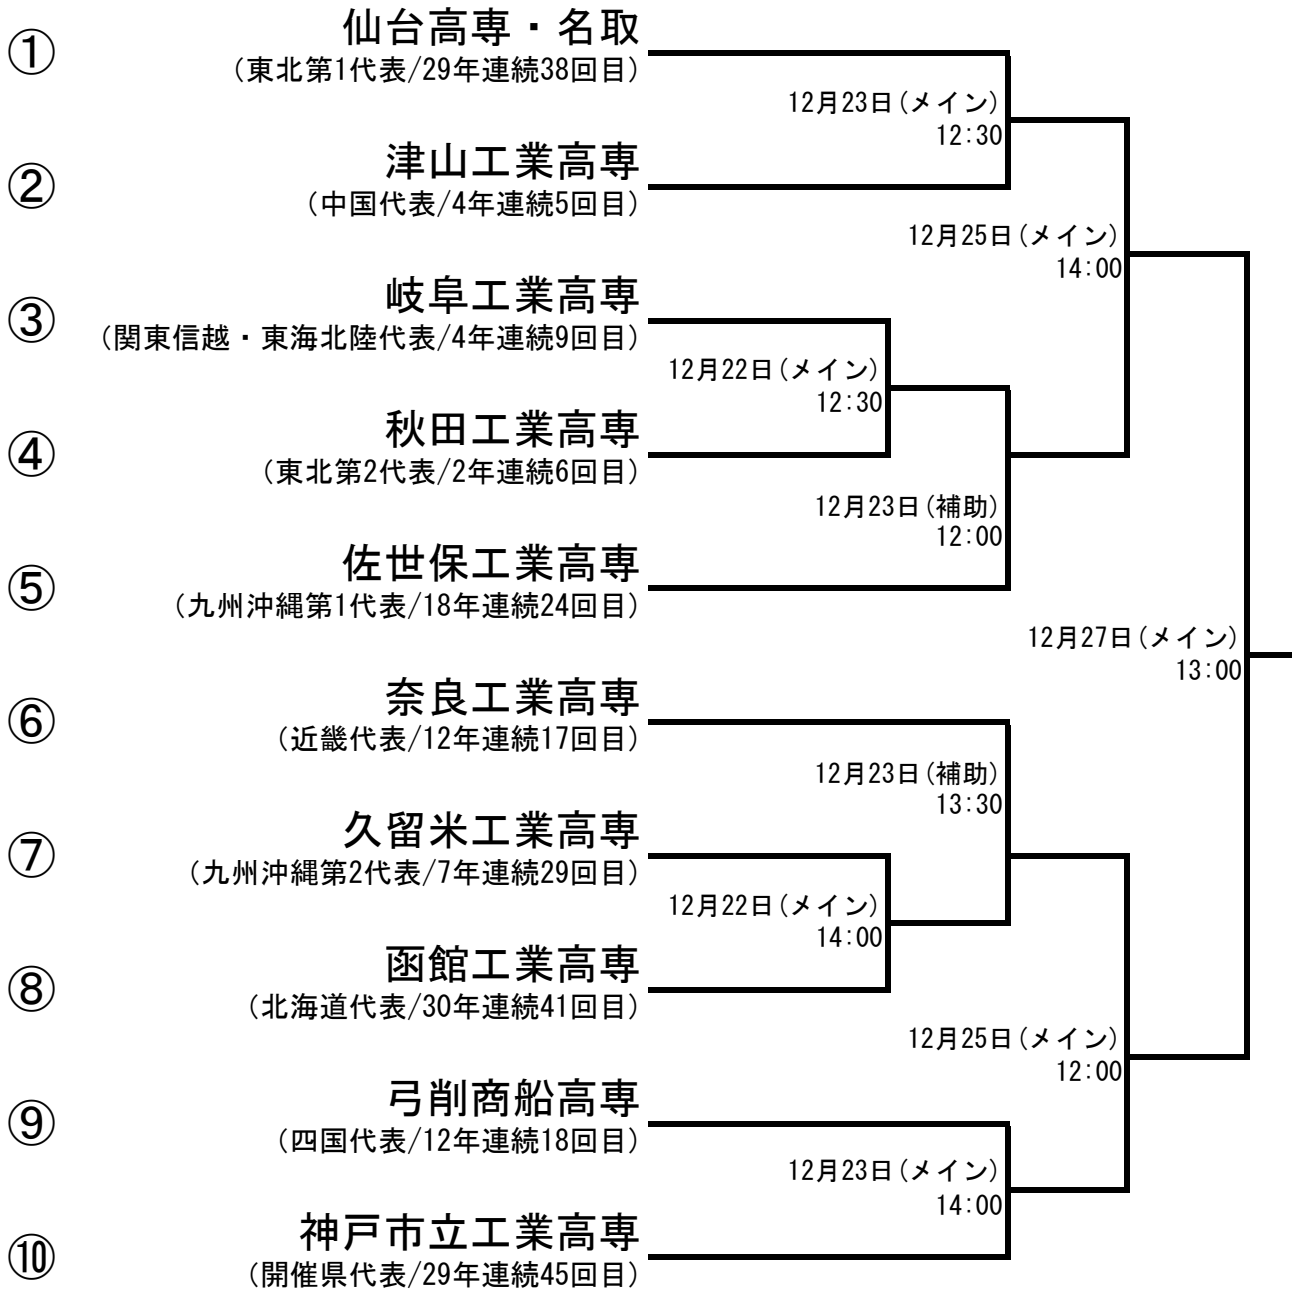 ① 仙台高専・名取
(東北第1代表/29年連続38回目)
12月23日(メイン)
12:30
② 津山工業高専
(中国代表/4年連続5回目)
12月25日(メイン)
14:00
③ 岐阜工業高専
(関東信越・東海北陸代表/4年連続9回目)
12月22日(メイン)
12:30
④ 秋田工業高専
(東北第2代表/2年連続6回目)
12月23日(補助)
12:00
⑤ 佐世保工業高専
(九州沖縄第1代表/18年連続24回目)
12月27日(メイン)
13:00
⑥ 奈良工業高専
(近畿代表/12年連続17回目)
12月23日(補助)
13:30
⑦ 久留米工業高専
(九州沖縄第2代表/7年連続29回目)
12月22日(メイン)
14:00
⑧ 函館工業高専
(北海道代表/30年連続41回目)
12月25日(メイン)
12:00
⑨ 弓削商船高専
(四国代表/12年連続18回目)
12月23日(メイン)
14:00
⑩ 神戸市立工業高専
(開催県代表/29年連続45回目)